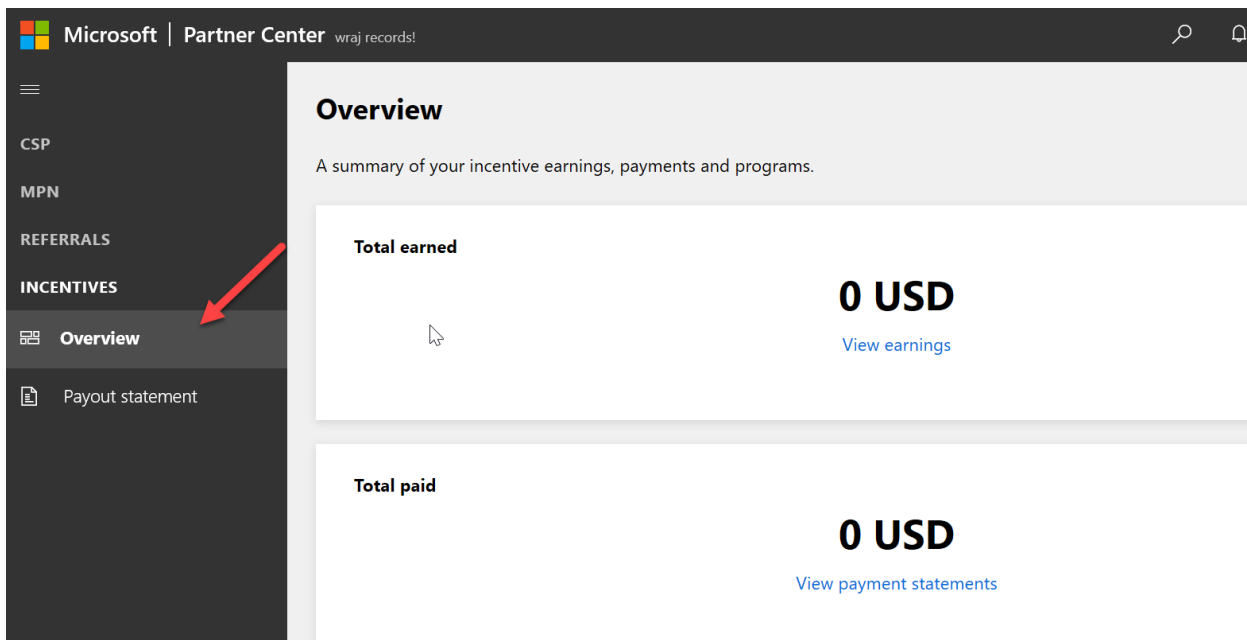 Microsoft | Partner Center wraj records!
CSP
MPN
REFERRALS
INCENTIVES
Overview
Payout statement
Overview
A summary of your incentive earnings, payments and programs.
Total earned
0 USD
View earnings
Total paid
0 USD
View payment statements